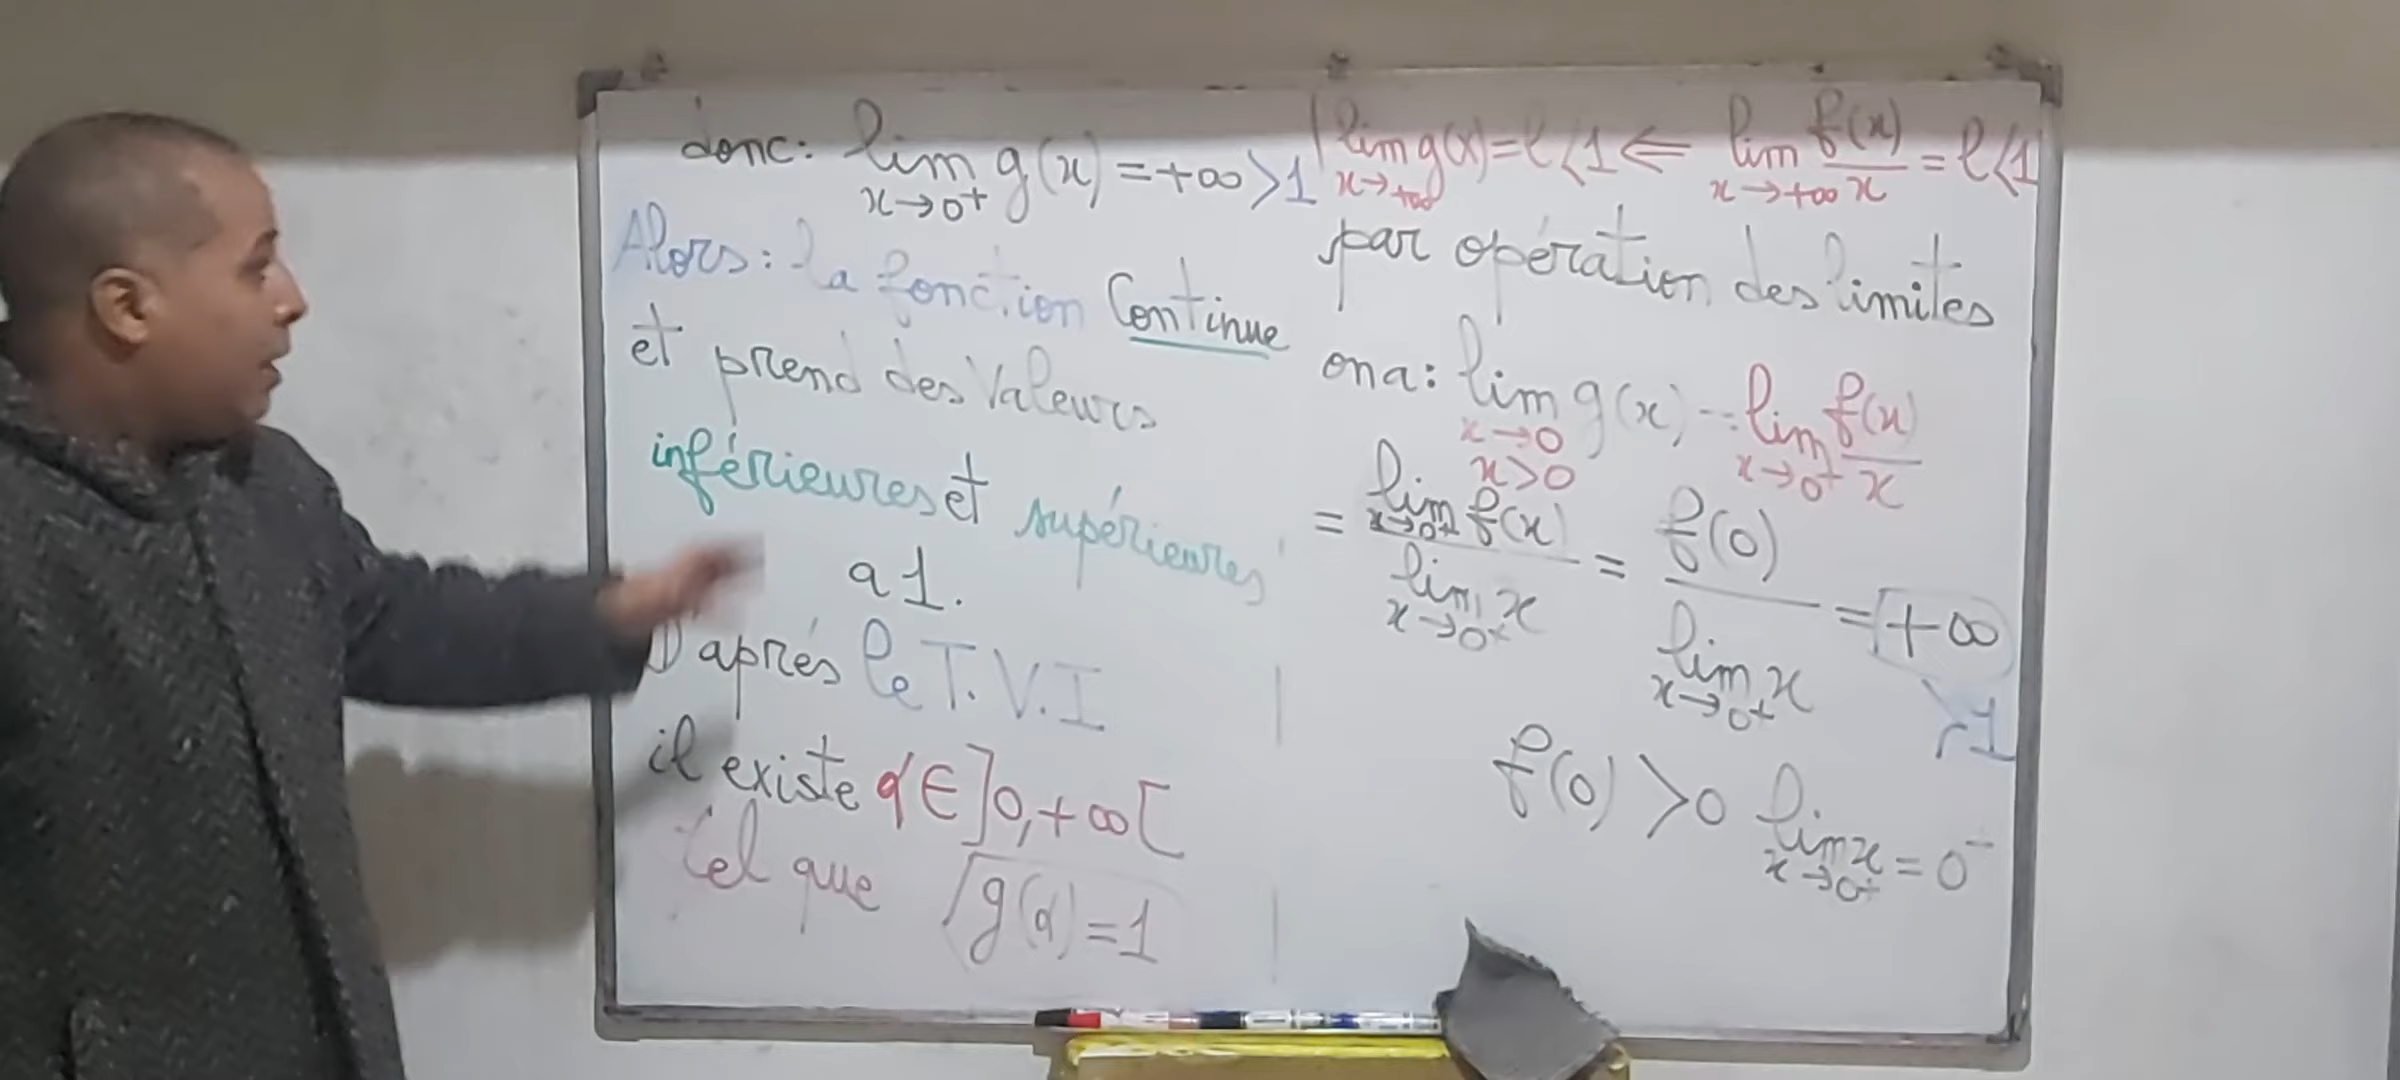 donc: lim g(x) = +∞ > 1
x→0⁺
Alors: la fonction Continue
et prend des Valeurs
inférieures et supérieures
a 1.
D'aprés le T.V.I
il existe α ∈ ]0,+∞[
tel que g(α) = 1
lim g(x) = l < 1 ⇐ lim f(x)/x = l < 1
x→+∞ x→+∞
par opération des limites
on a: lim g(x) = lim f(x)/x
x→0 x→0⁺
x>0
= lim f(x) / lim x = f(0) / lim x = +∞
x→0⁺ x→0⁺ x→0⁺
>1
f(0) > 0 lim x = 0⁺
x→0⁺